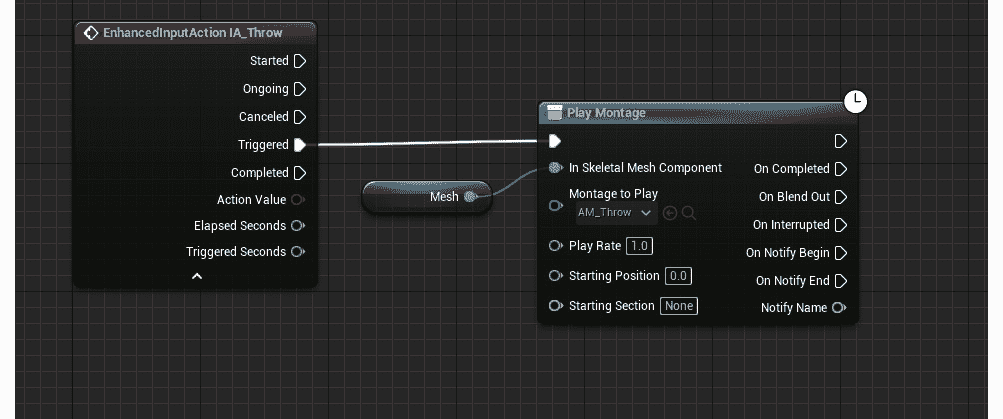 EnhancedInputAction IA_Throw
Started
Ongoing
Canceled
Triggered
Completed
Action Value
Elapsed Seconds
Triggered Seconds
Mesh
Play Montage
In Skeletal Mesh Component
On Completed
Montage to Play
AM_Throw
On Blend Out
On Interrupted
Play Rate 1.0
On Notify Begin
Starting Position 0.0
On Notify End
Starting Section None
Notify Name